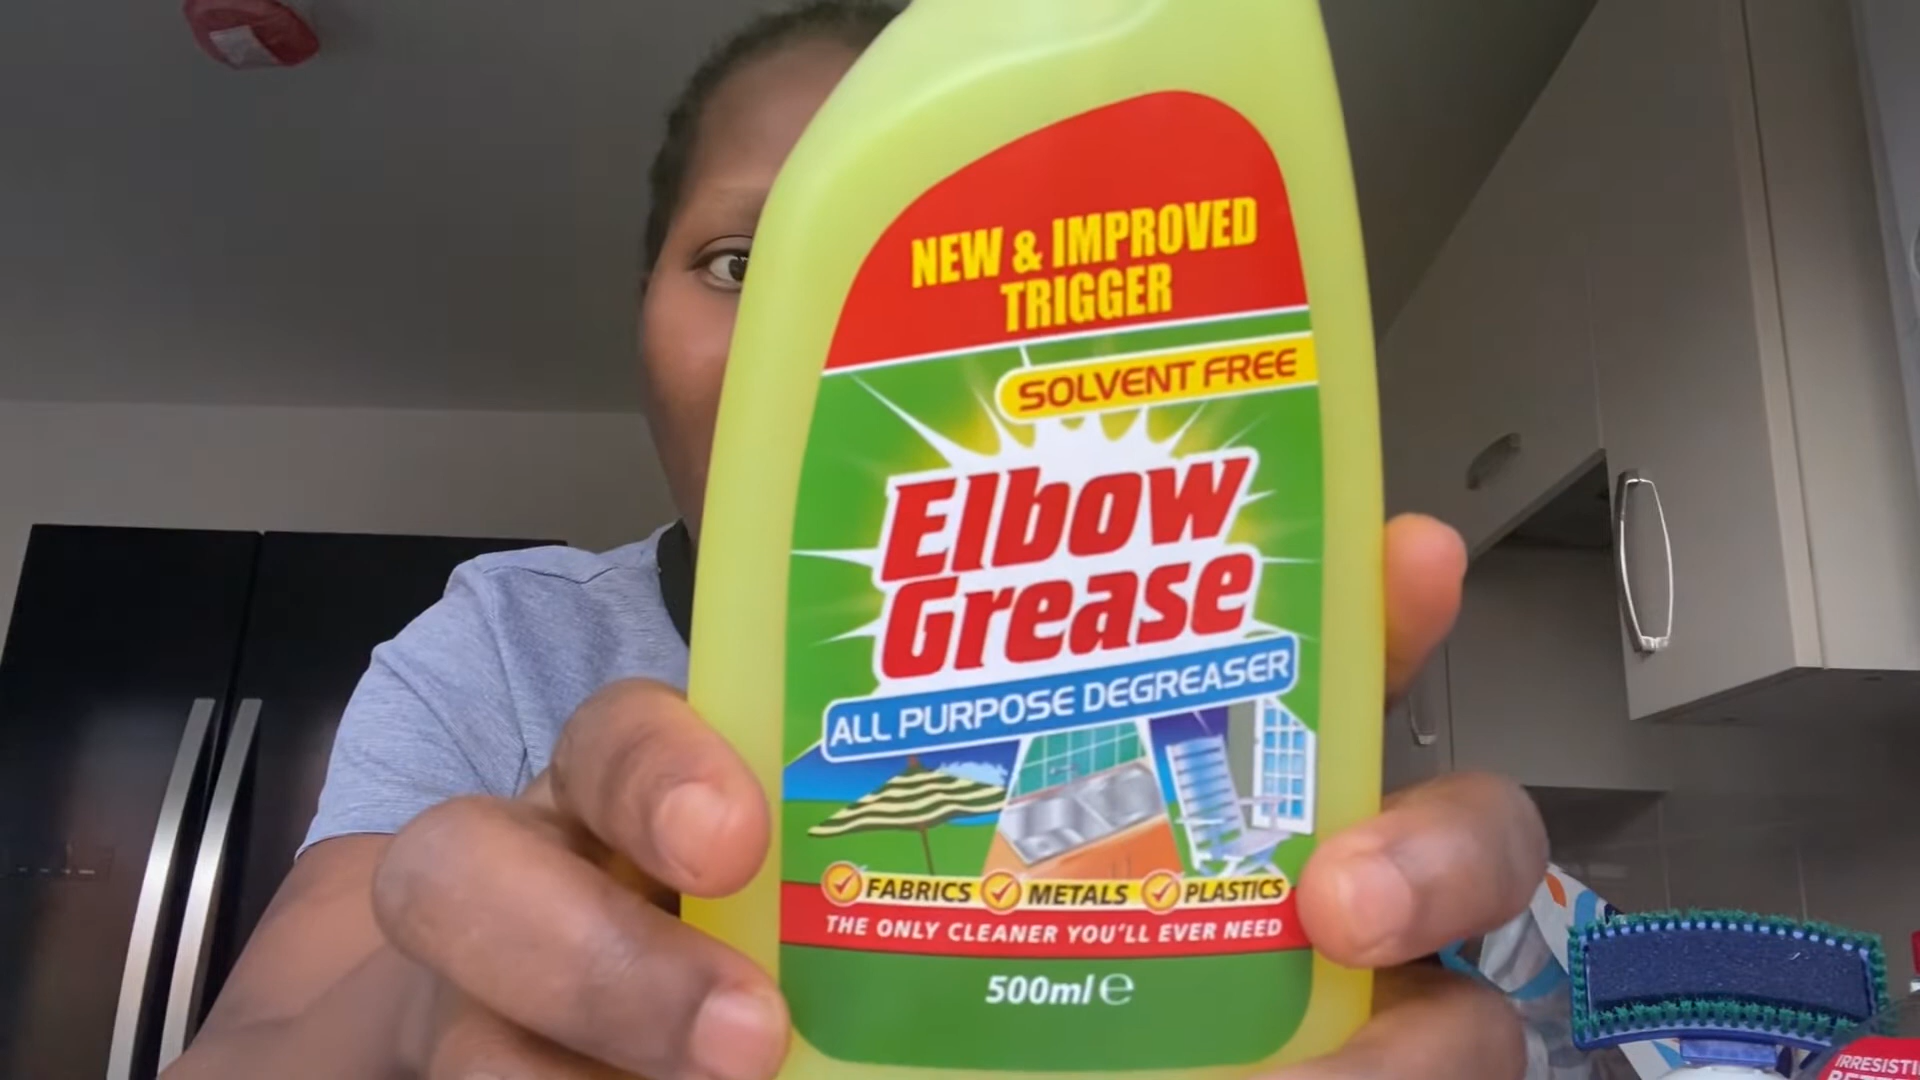 NEW & IMPROVED
TRIGGER
SOLVENT FREE
Elbow
Grease
ALL PURPOSE DEGREASER
FABRICS METALS PLASTICS
THE ONLY CLEANER YOU'LL EVER NEED
500ml e